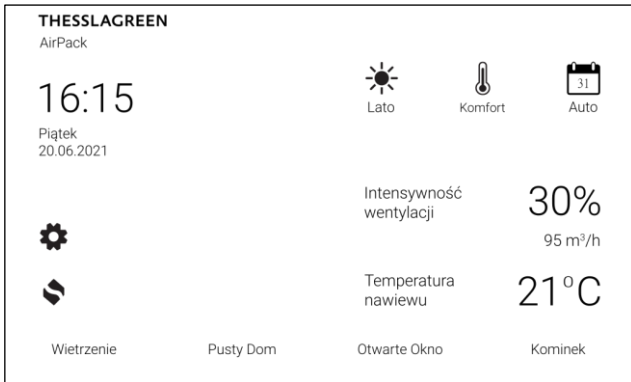 THESSLAGREEN
AirPack
16:15
Piątek
20.06.2021
31
Lato
Komfort
Auto
Intensywność
wentylacji
30%
95 m³/h
Temperatura
nawiewu
21°C
Wietrzenie
Pusty Dom
Otwarte Okno
Kominek